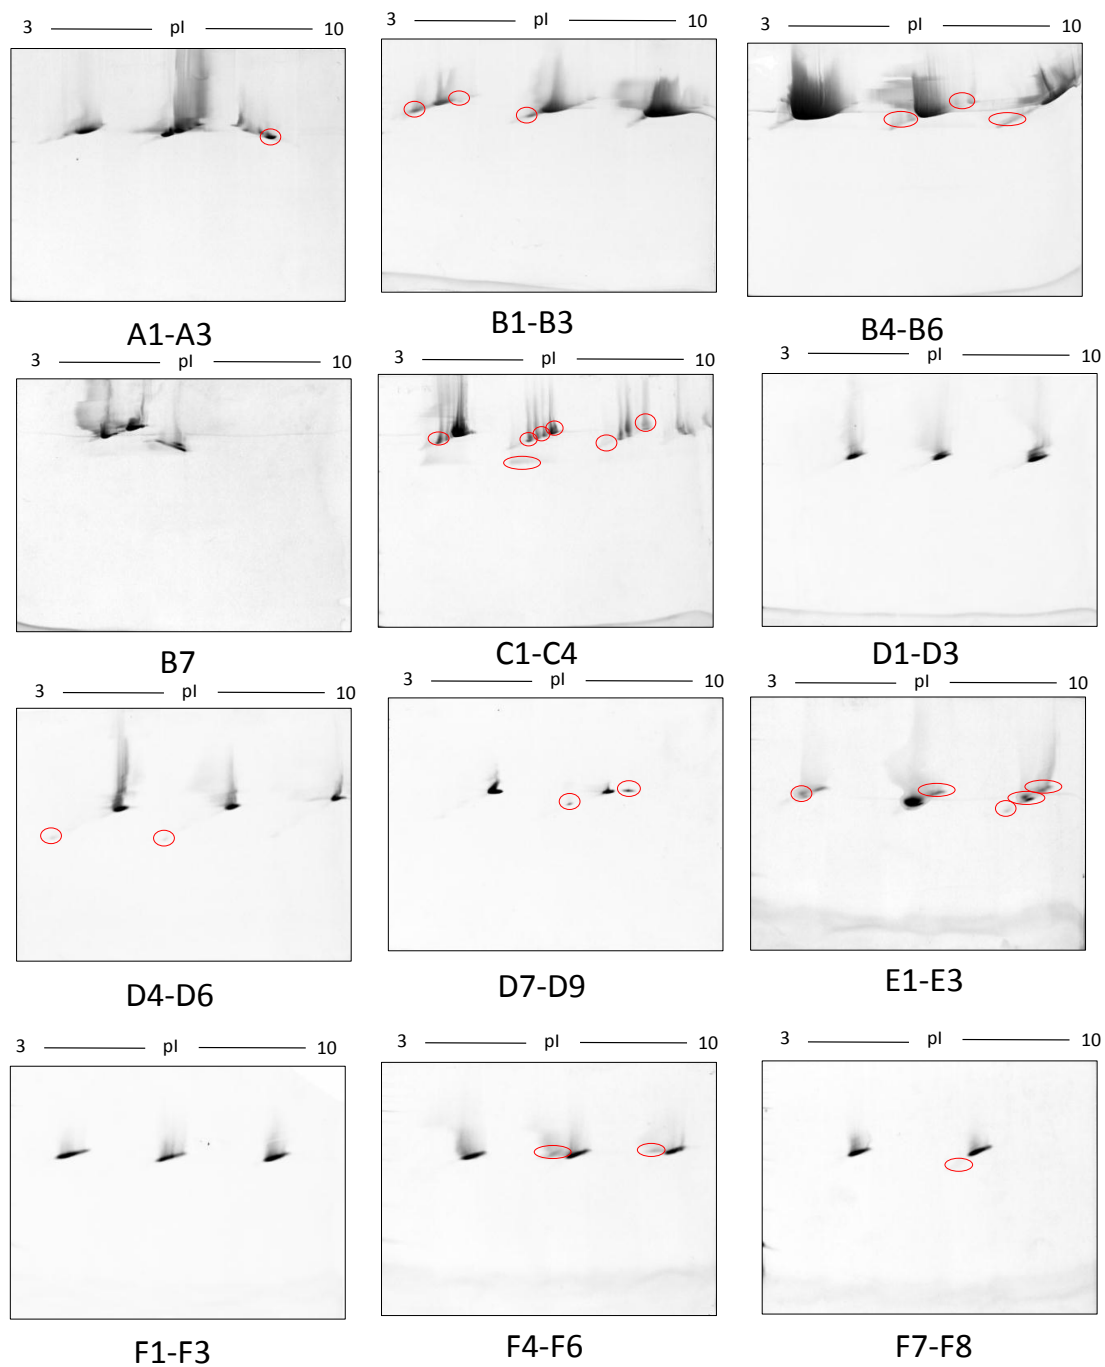 3 pI 10
3 pI 10
3 pI 10
A1-A3
B1-B3
B4-B6
3 pI 10
3 pI 10
3 pI 10
B7
C1-C4
D1-D3
3 pI 10
3 pI 10
3 pI 10
D4-D6
D7-D9
E1-E3
3 pI 10
3 pI 10
3 pI 10
F1-F3
F4-F6
F7-F8